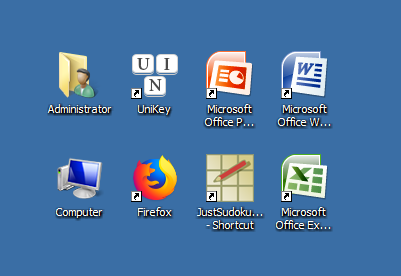 U I
N
Administrator
UniKey
Microsoft
Office P...
Microsoft
Office W...
Computer
Firefox
JustSudoku...
- Shortcut
Microsoft
Office Ex...